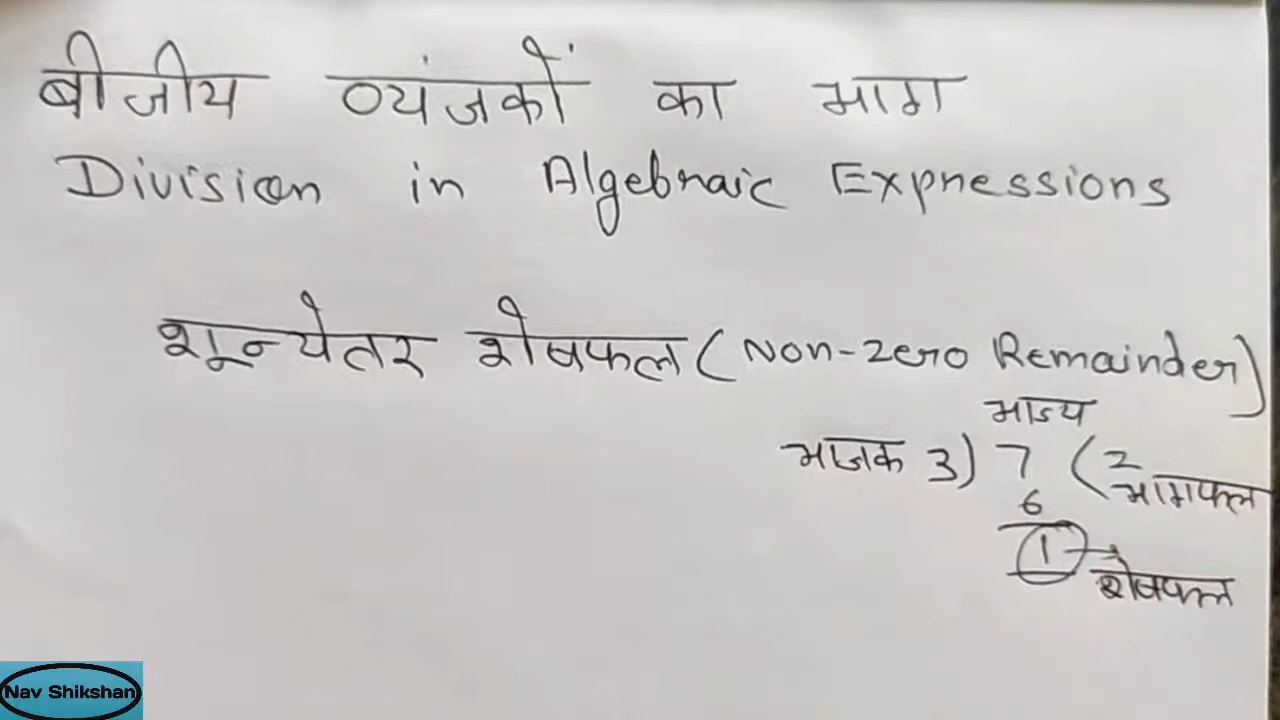 बीजीय व्यंजकों का भाग
Division in Algebraic Expressions
शून्येतर शेषफल (Non-zero Remainder)
भाज्य
भाजक 3) 7 (2
भागफल
6
1
शेषफल
Nav Shikshan